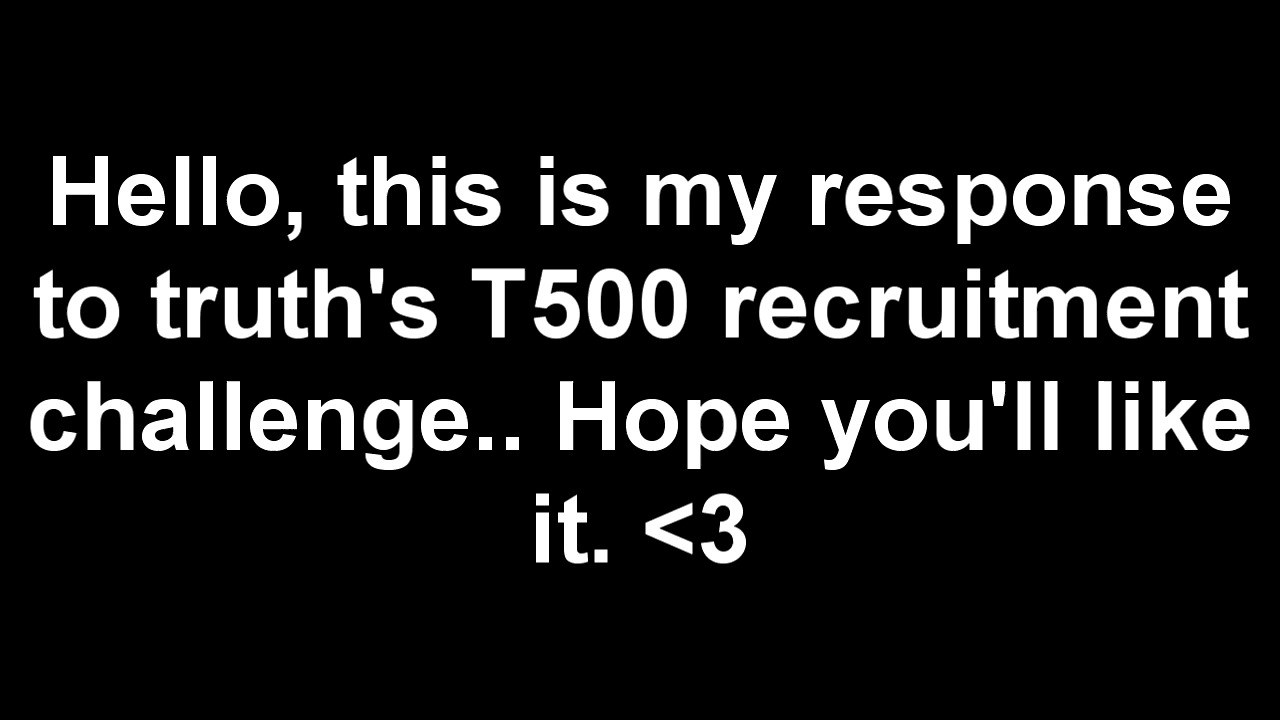 Hello, this is my response
to truth's T500 recruitment
challenge.. Hope you'll like
it. <3